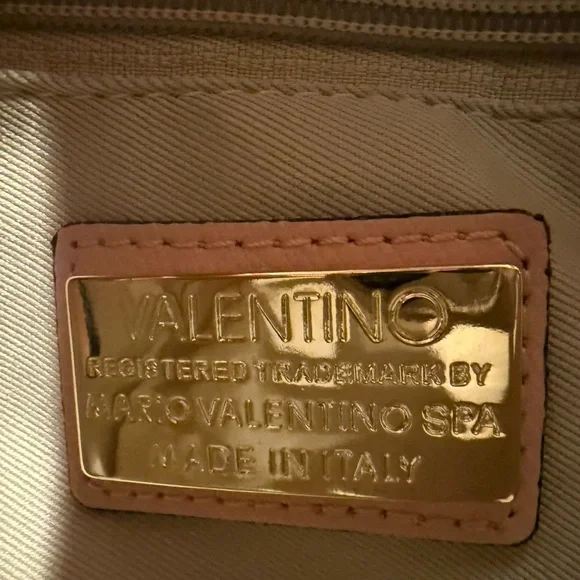 VALENTINO
REGISTERED TRADEMARK BY
MARIO VALENTINO SPA
MADE IN ITALY